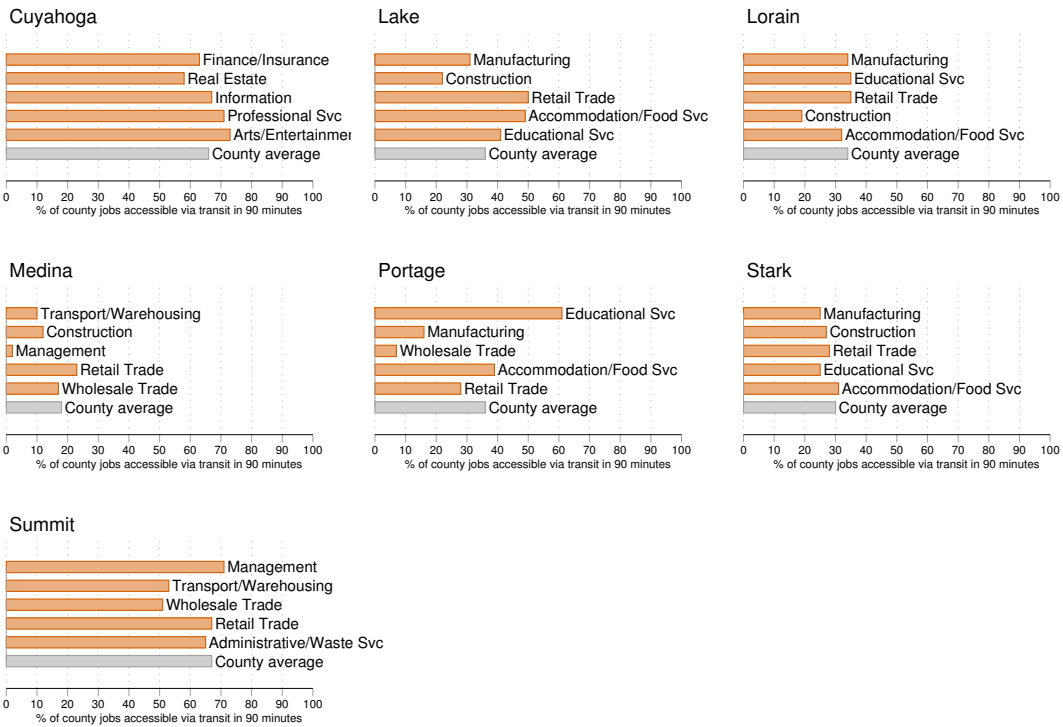 Cuyahoga
Finance/Insurance
Real Estate
Information
Professional Svc
Arts/Entertainmen
County average
0 10 20 30 40 50 60 70 80 90 100
% of county jobs accessible via transit in 90 minutes
Lake
Manufacturing
Construction
Retail Trade
Accommodation/Food Svc
Educational Svc
County average
0 10 20 30 40 50 60 70 80 90 100
% of county jobs accessible via transit in 90 minutes
Lorain
Manufacturing
Educational Svc
Retail Trade
Construction
Accommodation/Food Svc
County average
0 10 20 30 40 50 60 70 80 90 100
% of county jobs accessible via transit in 90 minutes
Medina
Transport/Warehousing
Construction
Management
Retail Trade
Wholesale Trade
County average
0 10 20 30 40 50 60 70 80 90 100
% of county jobs accessible via transit in 90 minutes
Portage
Educational Svc
Manufacturing
Wholesale Trade
Accommodation/Food Svc
Retail Trade
County average
0 10 20 30 40 50 60 70 80 90 100
% of county jobs accessible via transit in 90 minutes
Stark
Manufacturing
Construction
Retail Trade
Educational Svc
Accommodation/Food Svc
County average
0 10 20 30 40 50 60 70 80 90 100
% of county jobs accessible via transit in 90 minutes
Summit
Management
Transport/Warehousing
Wholesale Trade
Retail Trade
Administrative/Waste Svc
County average
0 10 20 30 40 50 60 70 80 90 100
% of county jobs accessible via transit in 90 minutes